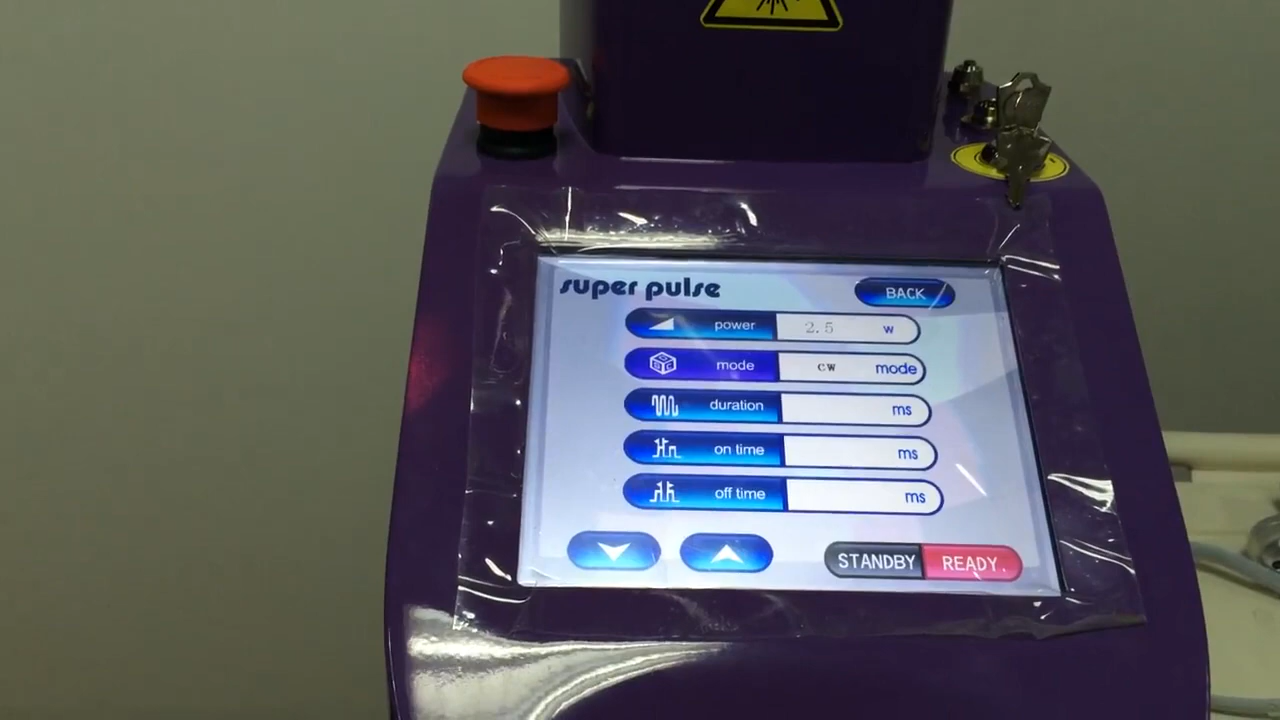 super pulse BACK
power 2.5 w
mode cw mode
duration ms
on time ms
off time ms
STANDBY READY.